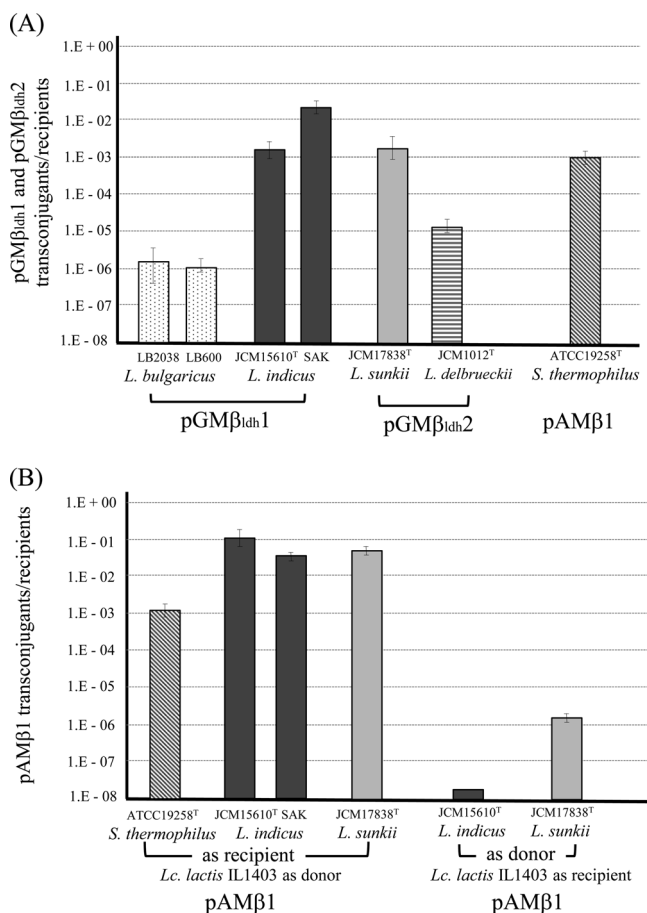 (A)
pGMβldh1 and pGMβldh2
transconjugants/recipients
1.E + 00
1.E - 01
1.E - 02
1.E - 03
1.E - 04
1.E - 05
1.E - 06
1.E - 07
1.E - 08
LB2038 LB600 JCM15610ᵀ SAK JCM17838ᵀ JCM1012ᵀ ATCC19258ᵀ
L. bulgaricus L. indicus L. sunkii L. delbrueckii S. thermophilus
pGMβldh1 pGMβldh2 pAMβ1
(B)
pAMβ1 transconjugants/recipients
1.E + 00
1.E - 01
1.E - 02
1.E - 03
1.E - 04
1.E - 05
1.E - 06
1.E - 07
1.E - 08
ATCC19258ᵀ JCM15610ᵀ SAK JCM17838ᵀ JCM15610ᵀ JCM17838ᵀ
S. thermophilus L. indicus L. sunkii L. indicus L. sunkii
as recipient as donor
Lc. lactis IL1403 as donor Lc. lactis IL1403 as recipient
pAMβ1 pAMβ1